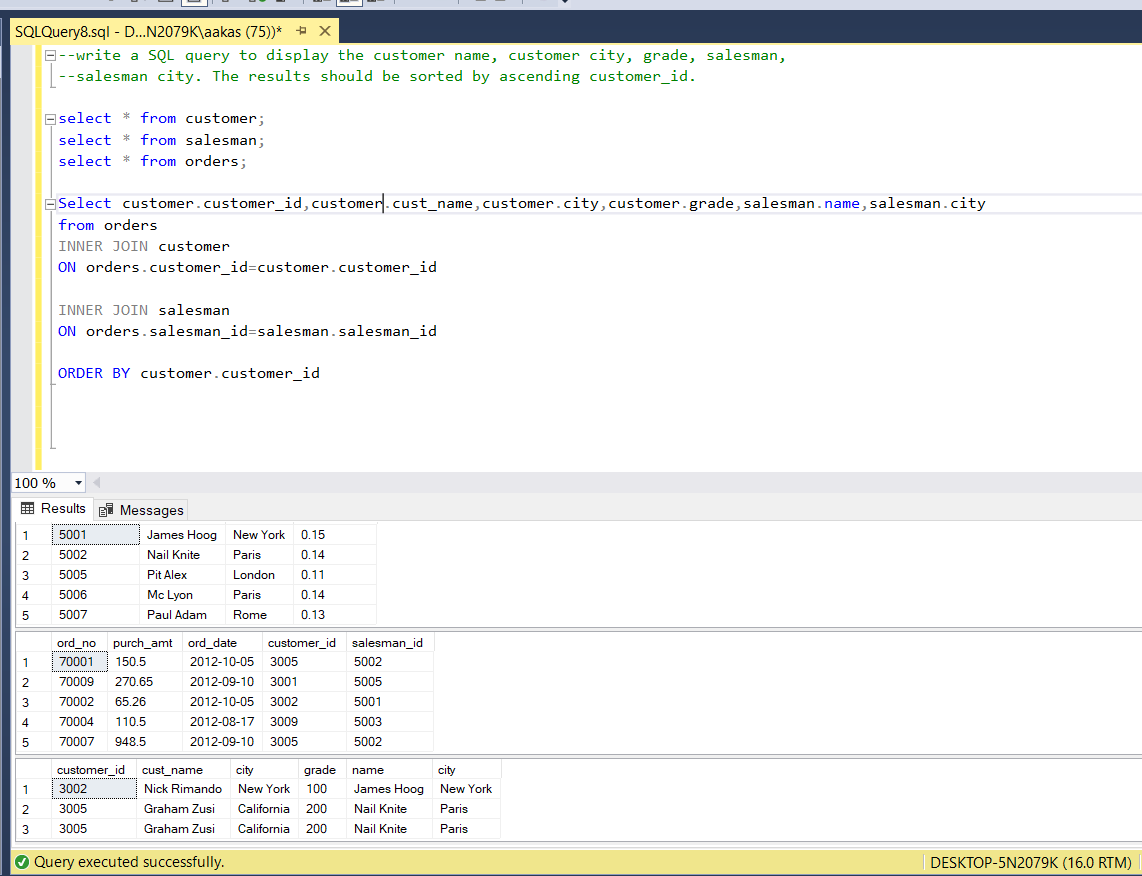 SQLQuery8.sql - D...N2079K\aakas (75))*
--write a SQL query to display the customer name, customer city, grade, salesman,
--salesman city. The results should be sorted by ascending customer_id.
select * from customer;
select * from salesman;
select * from orders;
Select customer.customer_id,customer.cust_name,customer.city,customer.grade,salesman.name,salesman.city
from orders
INNER JOIN customer
ON orders.customer_id=customer.customer_id
INNER JOIN salesman
ON orders.salesman_id=salesman.salesman_id
ORDER BY customer.customer_id
100 %
Results Messages
1 5001 James Hoog New York 0.15
2 5002 Nail Knite Paris 0.14
3 5005 Pit Alex London 0.11
4 5006 Mc Lyon Paris 0.14
5 5007 Paul Adam Rome 0.13
ord_no purch_amt ord_date customer_id salesman_id
1 70001 150.5 2012-10-05 3005 5002
2 70009 270.65 2012-09-10 3001 5005
3 70002 65.26 2012-10-05 3002 5001
4 70004 110.5 2012-08-17 3009 5003
5 70007 948.5 2012-09-10 3005 5002
customer_id cust_name city grade name city
1 3002 Nick Rimando New York 100 James Hoog New York
2 3005 Graham Zusi California 200 Nail Knite Paris
3 3005 Graham Zusi California 200 Nail Knite Paris
Query executed successfully. DESKTOP-5N2079K (16.0 RTM)